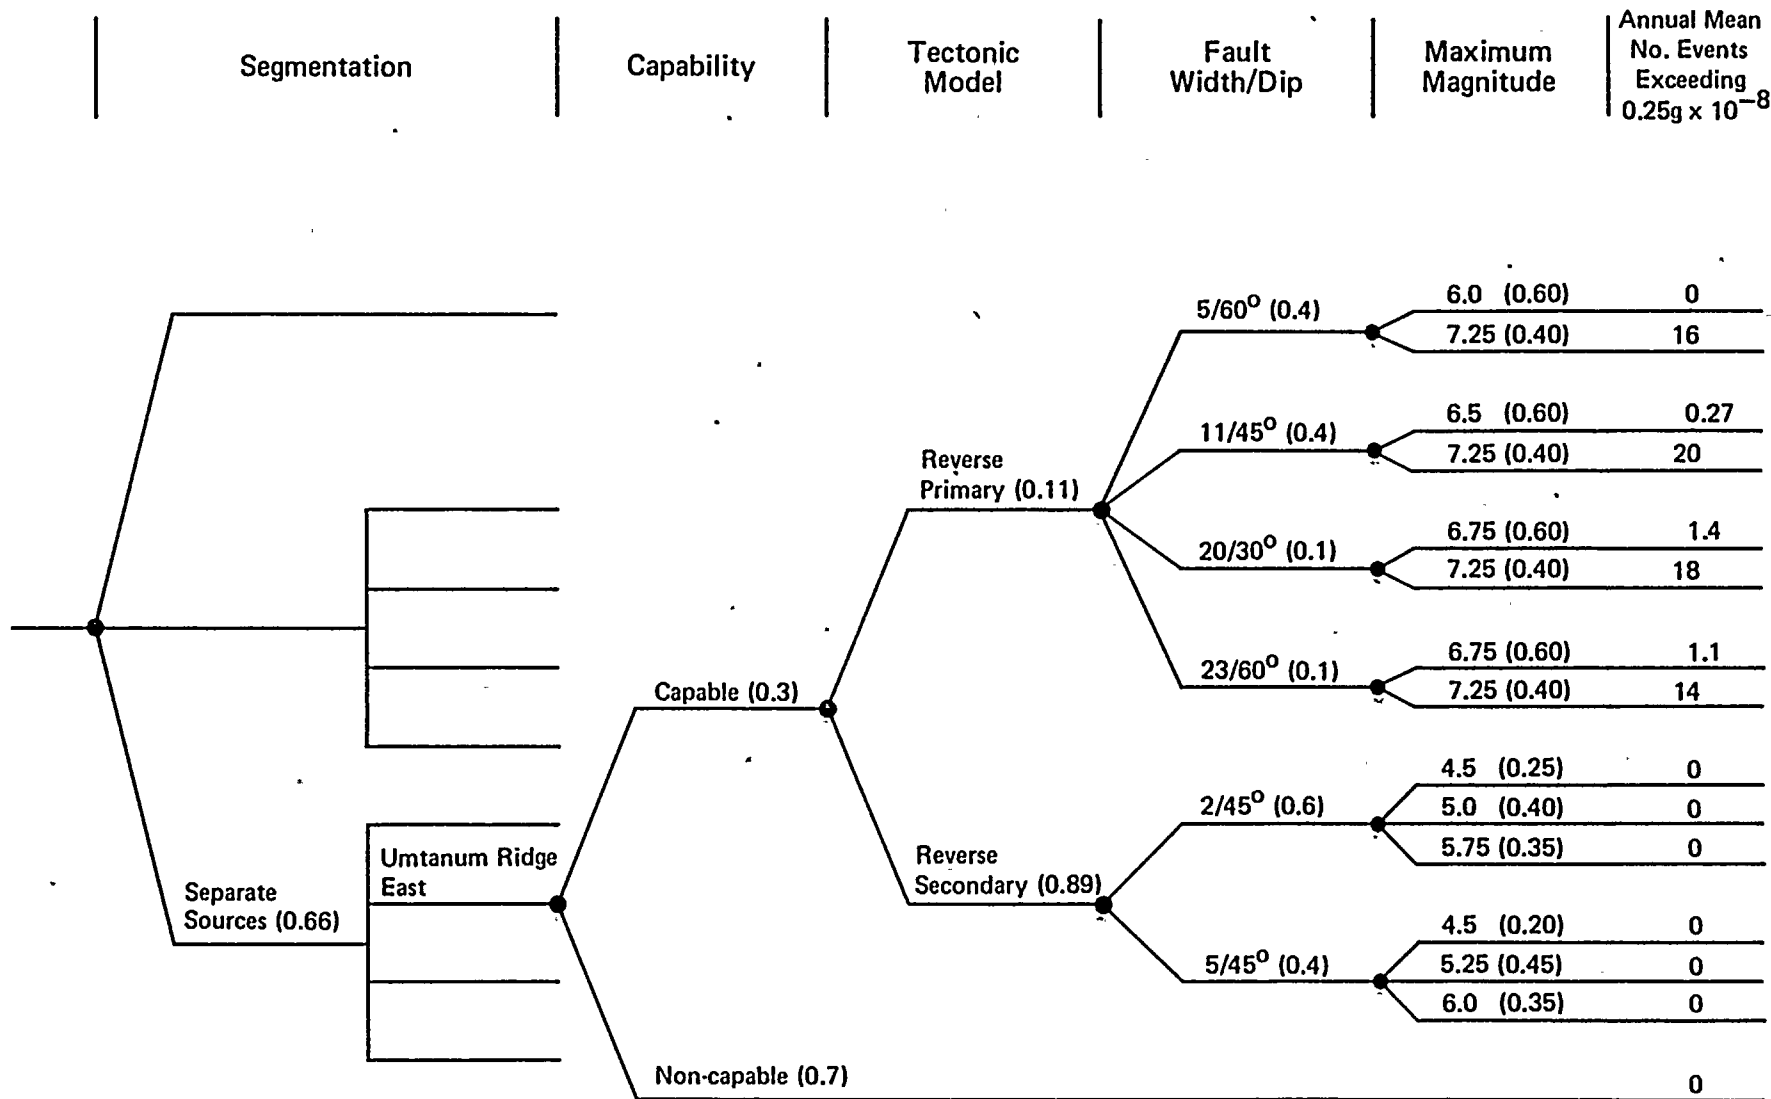 Segmentation
Capability
Tectonic
Model
Fault
Width/Dip
Maximum
Magnitude
Annual Mean
No. Events
Exceeding
0.25g x 10−8
5/60° (0.4)
6.0 (0.60) 0
7.25 (0.40) 16
11/45° (0.4)
6.5 (0.60) 0.27
7.25 (0.40) 20
Reverse
Primary (0.11)
20/30° (0.1)
6.75 (0.60) 1.4
7.25 (0.40) 18
23/60° (0.1)
6.75 (0.60) 1.1
7.25 (0.40) 14
Capable (0.3)
2/45° (0.6)
4.5 (0.25) 0
5.0 (0.40) 0
5.75 (0.35) 0
Umtanum Ridge
East
Reverse
Secondary (0.89)
Separate
Sources (0.66)
5/45° (0.4)
4.5 (0.20) 0
5.25 (0.45) 0
6.0 (0.35) 0
Non-capable (0.7)
0